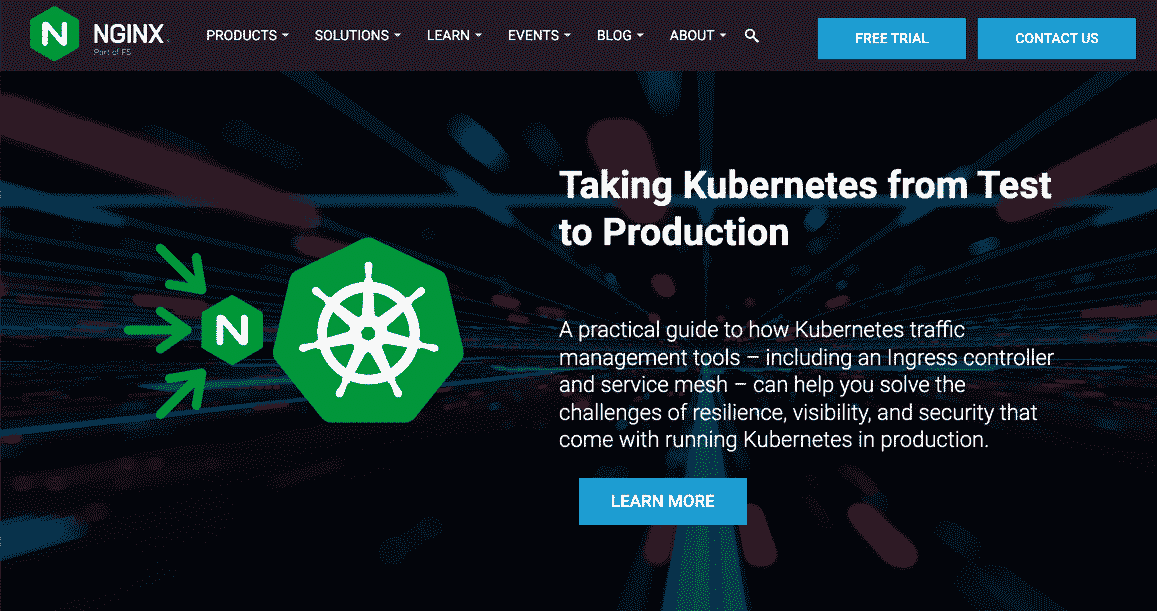 NGINX
Part of F5
PRODUCTS
SOLUTIONS
LEARN
EVENTS
BLOG
ABOUT
FREE TRIAL
CONTACT US
Taking Kubernetes from Test
to Production
A practical guide to how Kubernetes traffic
management tools – including an Ingress controller
and service mesh – can help you solve the
challenges of resilience, visibility, and security that
come with running Kubernetes in production.
N
LEARN MORE